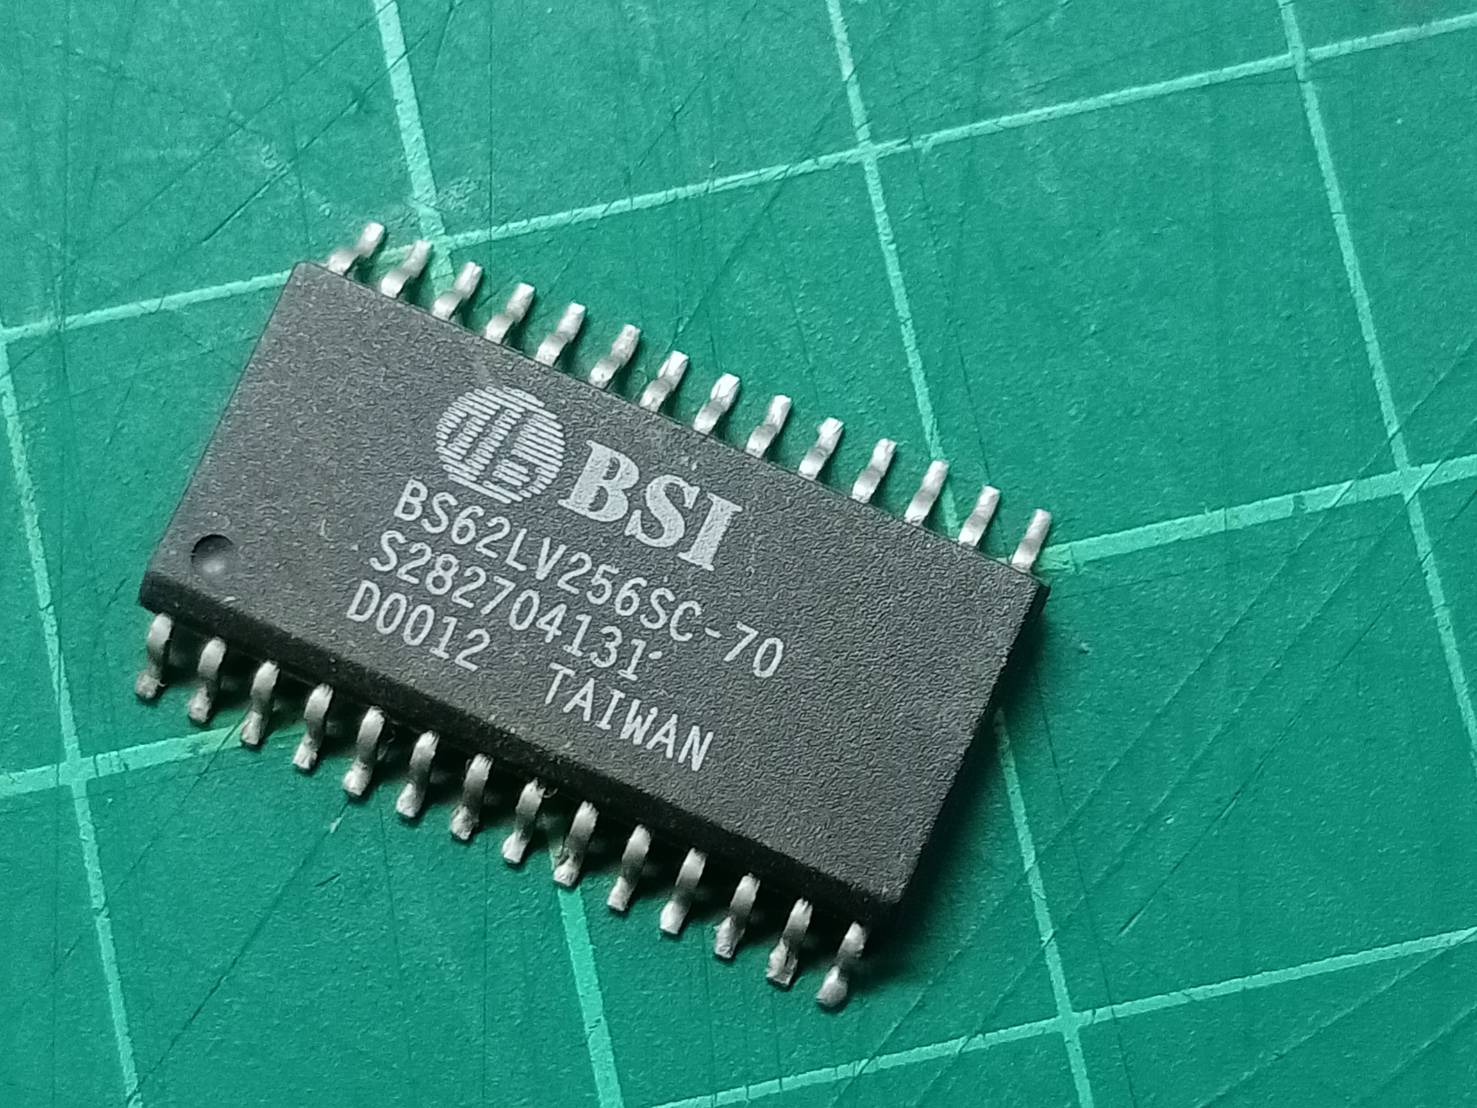 BSI
BS62LV256SC-70
S282704131
D0012 TAIWAN